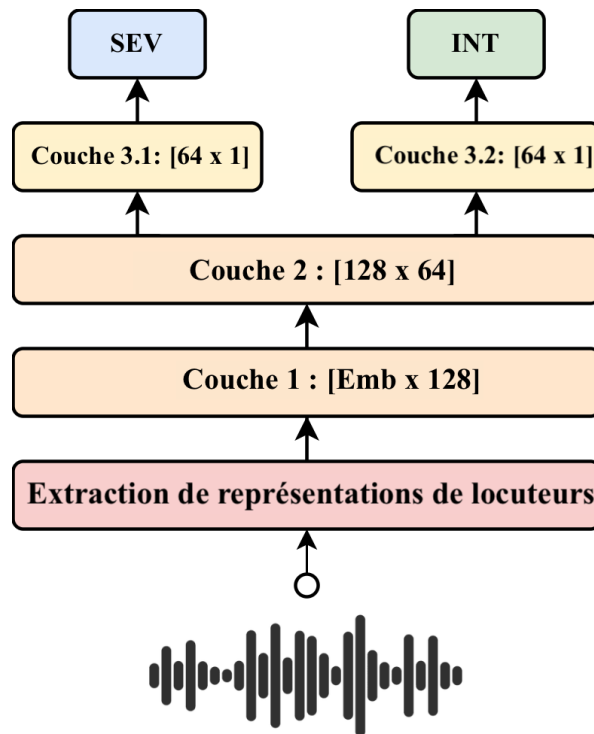 SEV
INT
Couche 3.1: [64 x 1]
Couche 3.2: [64 x 1]
Couche 2 : [128 x 64]
Couche 1 : [Emb x 128]
Extraction de représentations de locuteurs